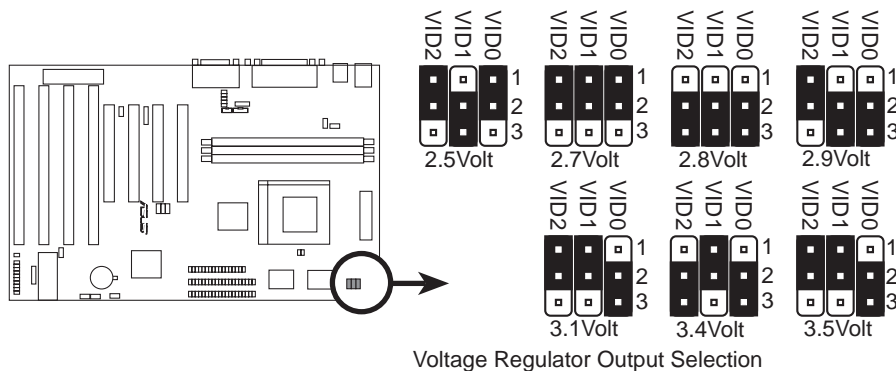 VID2 VID1 VID0 VID2 VID1 VID0 VID2 VID1 VID0 VID2 VID1 VID0
1 1 1 1
2 2 2 2
3 3 3 3
2.5Volt 2.7Volt 2.8Volt 2.9Volt
VID2 VID1 VID0 VID2 VID1 VID0 VID2 VID1 VID0
1 1 1
2 2 2
3 3 3
3.1Volt 3.4Volt 3.5Volt
Voltage Regulator Output Selection